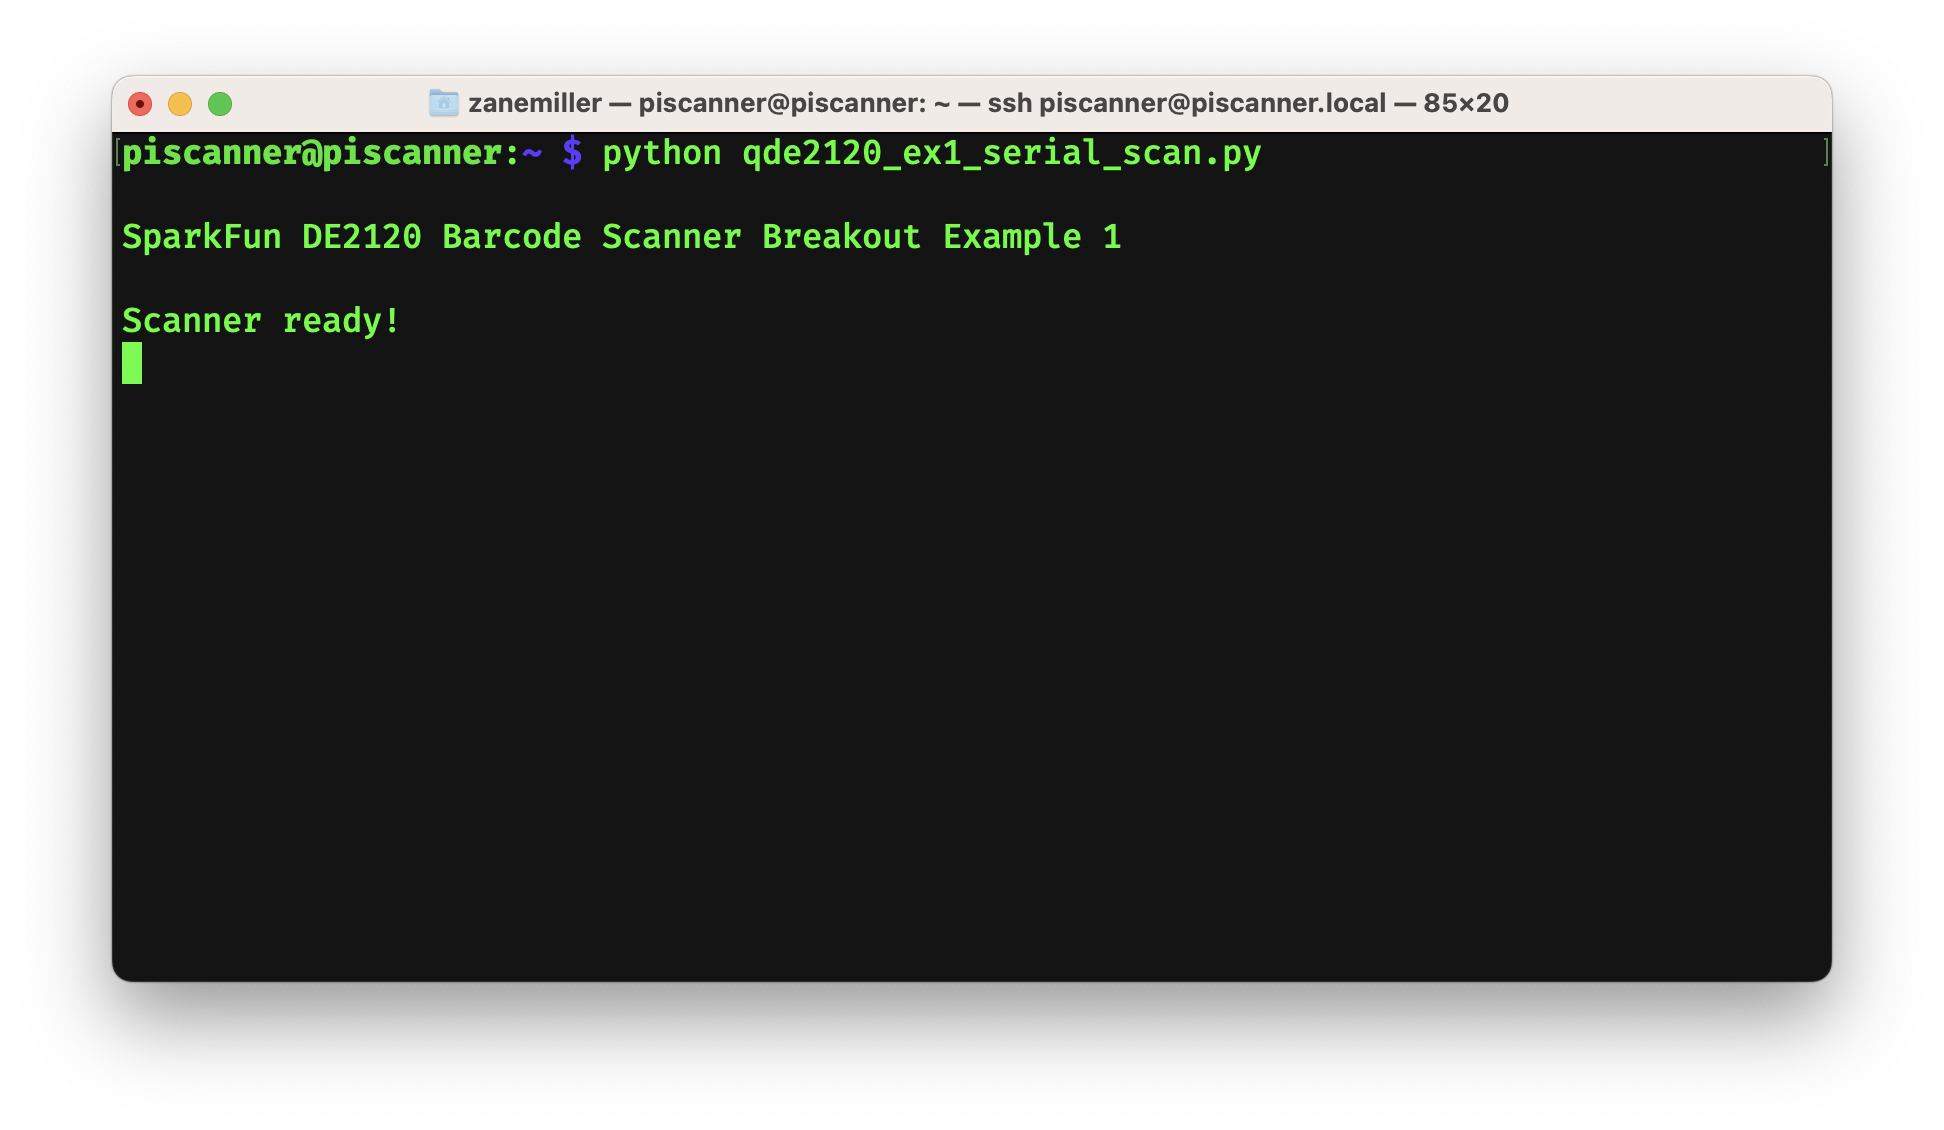 zanemiller — piscanner@piscanner: ~ — ssh piscanner@piscanner.local — 85×20
[piscanner@piscanner:~ $ python qde2120_ex1_serial_scan.py ]
SparkFun DE2120 Barcode Scanner Breakout Example 1
Scanner ready!